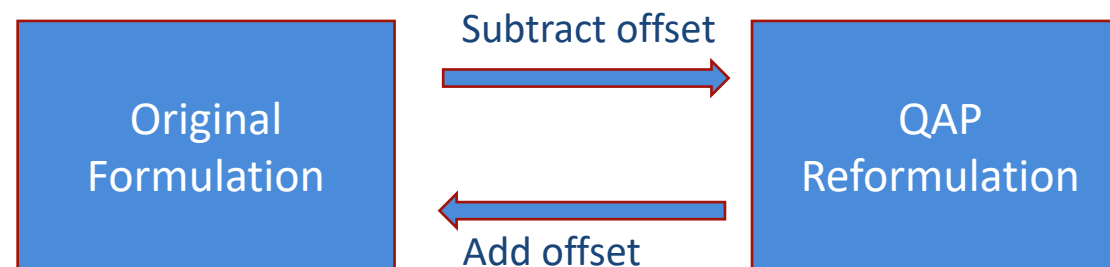 Subtract offset
Original
Formulation
QAP
Reformulation
Add offset